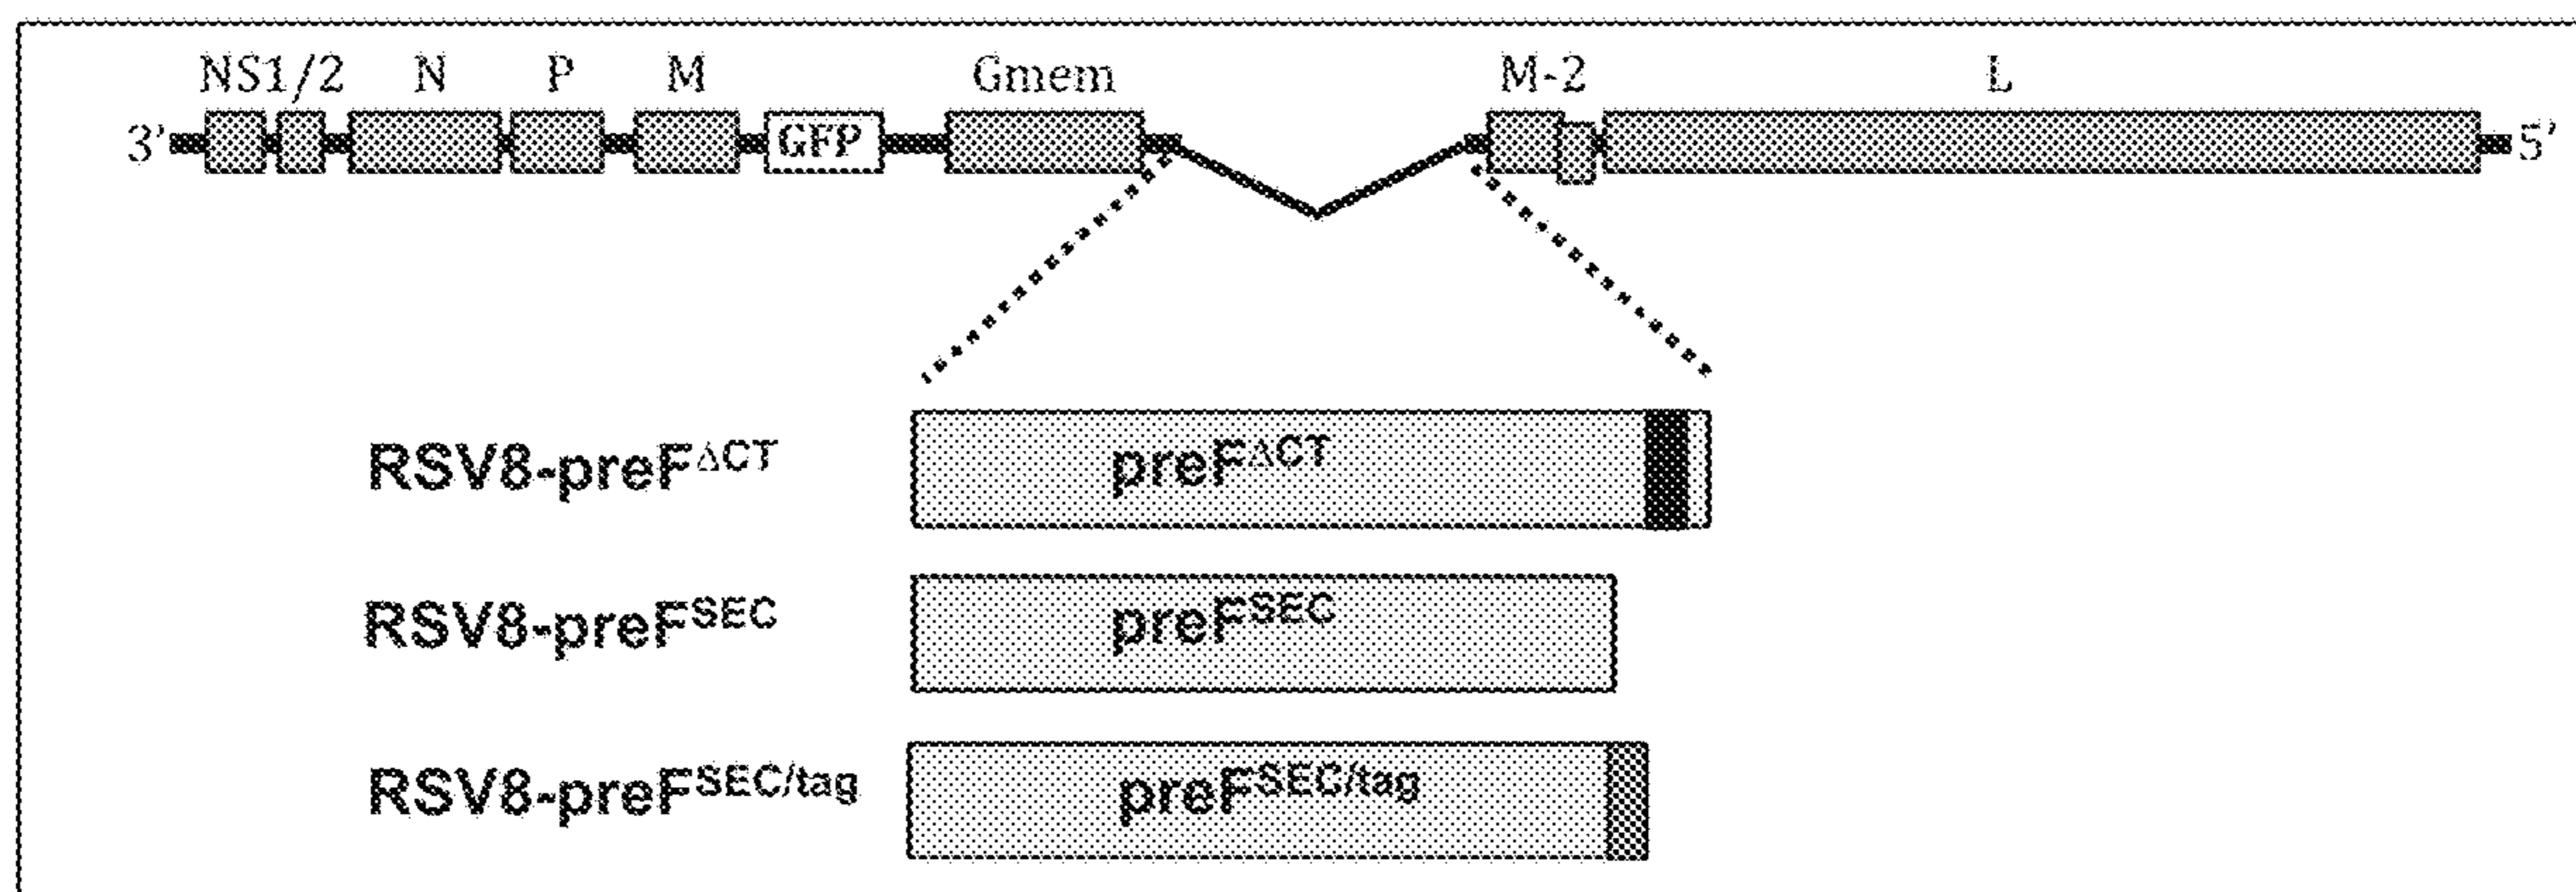 NS1/2 N P M Gmem M-2 L
3' GFP 5'
RSV8-preF^ΔCT preF^ΔCT
RSV8-preF^SEC preF^SEC
RSV8-preF^SEC/tag preF^SEC/tag